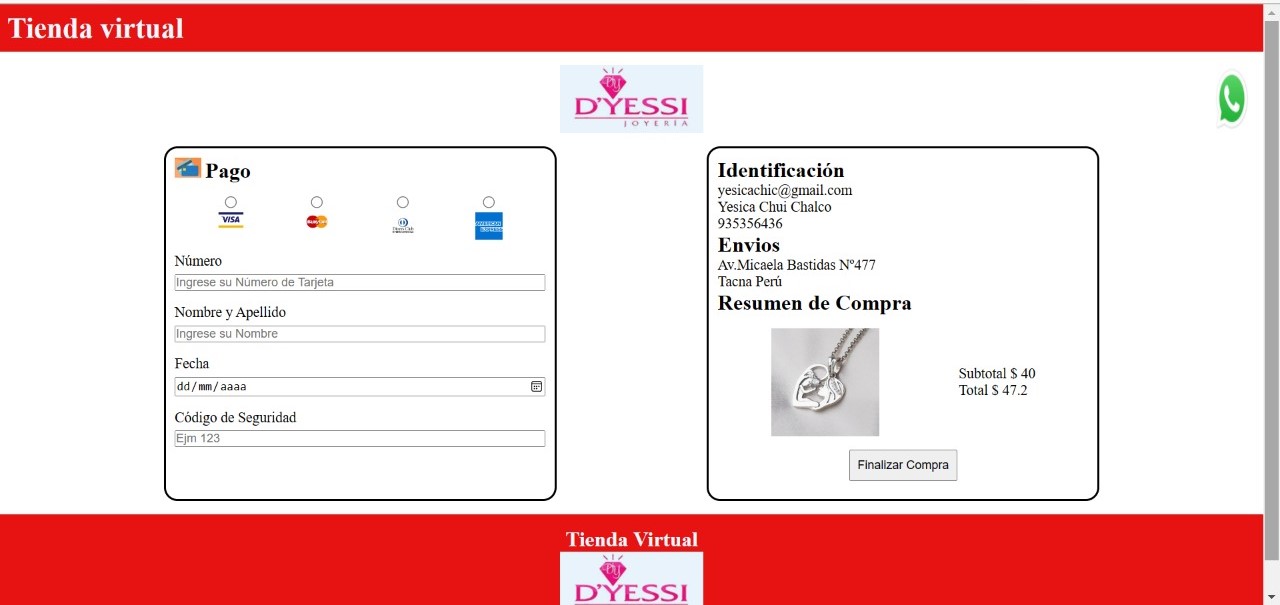 Tienda virtual
D'YESSI
JOYERÍA
Pago
VISA
Número
Ingrese su Número de Tarjeta
Nombre y Apellido
Ingrese su Nombre
Fecha
dd/mm/aaaa
Código de Seguridad
Ejm 123
Identificación
yesicachic@gmail.com
Yesica Chui Chalco
935356436
Envios
Av.Micaela Bastidas Nº477
Tacna Perú
Resumen de Compra
Subtotal $ 40
Total $ 47.2
Finalizar Compra
Tienda Virtual
D'YESSI